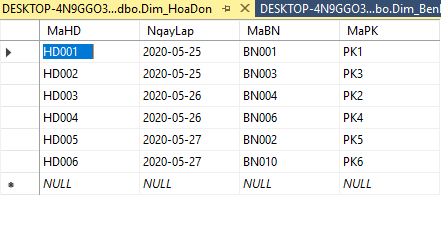 DESKTOP-4N9GGO3...dbo.Dim_HoaDon DESKTOP-4N9GGO3...bo.Dim_Ben
MaHD NgayLap MaBN MaPK
HD001 2020-05-25 BN001 PK1
HD002 2020-05-25 BN003 PK3
HD003 2020-05-26 BN004 PK2
HD004 2020-05-26 BN006 PK4
HD005 2020-05-27 BN002 PK5
HD006 2020-05-27 BN010 PK6
NULL NULL NULL NULL